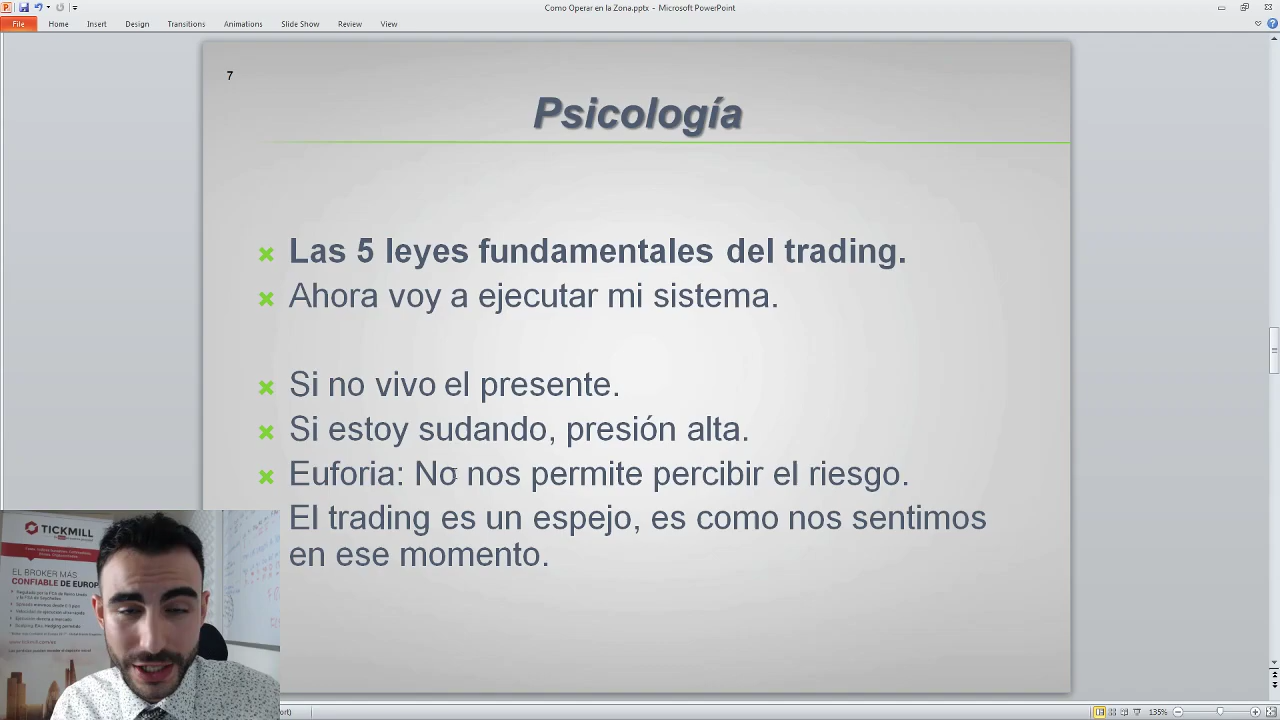 Como Operar en la Zona.pptx - Microsoft PowerPoint
File Home Insert Design Transitions Animations Slide Show Review View
7
Psicología
Las 5 leyes fundamentales del trading.
Ahora voy a ejecutar mi sistema.
Si no vivo el presente.
Si estoy sudando, presión alta.
Euforia: No nos permite percibir el riesgo.
El trading es un espejo, es como nos sentimos
en ese momento.
TICKMILL
EL BROKER MÁS
CONFIABLE DE EUROP
135%